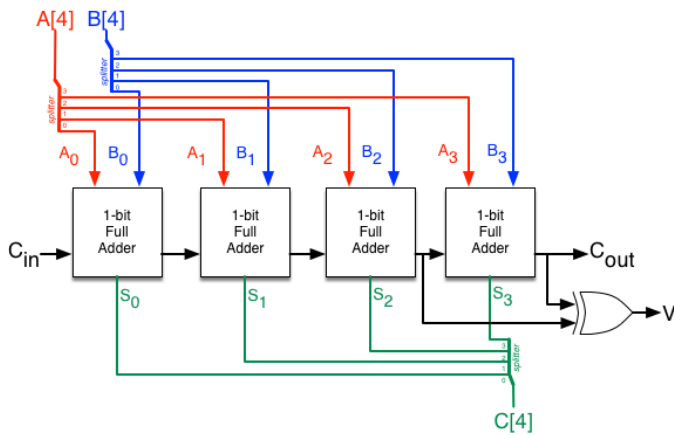 A[4] B[4]
splitter 3 2 1 0
splitter 3 2 1 0
A0 B0 A1 B1 A2 B2 A3 B3
1-bit
Full
Adder
1-bit
Full
Adder
1-bit
Full
Adder
1-bit
Full
Adder
Cin
Cout
S0 S1 S2 S3
V
splitter 3 2 1 0
C[4]